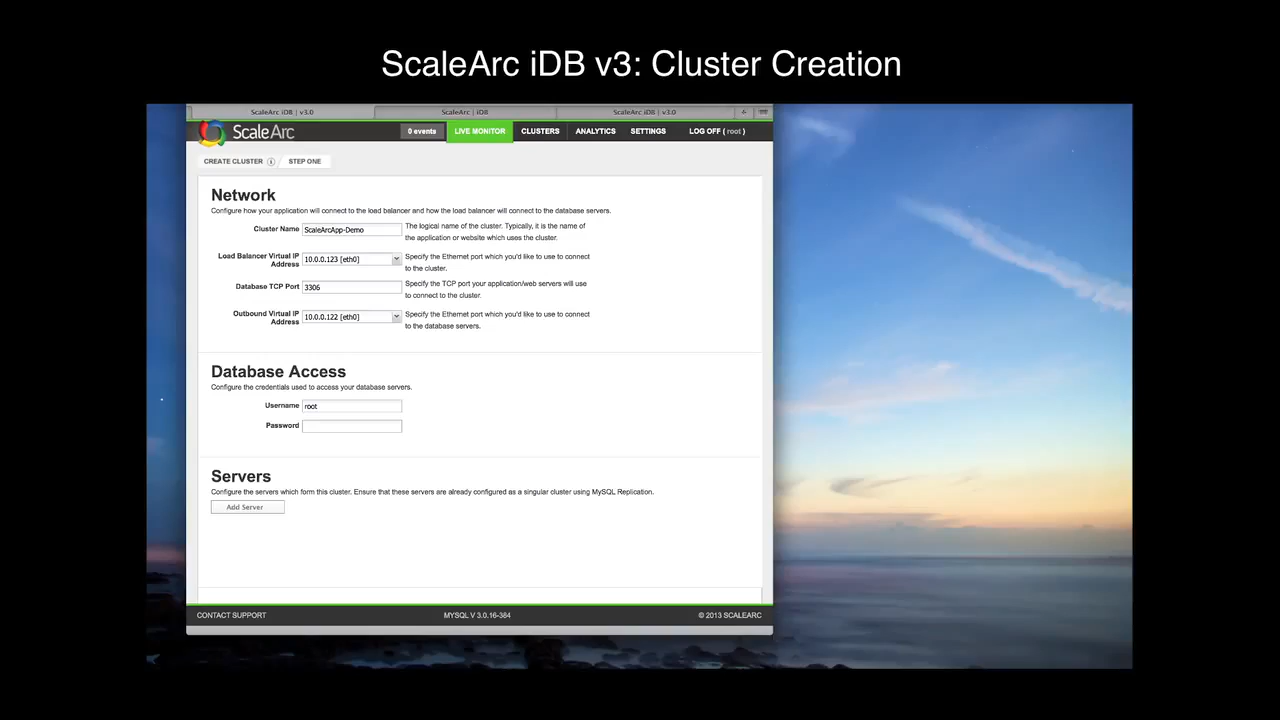 ScaleArc iDB v3: Cluster Creation
ScaleArc iDB | v3.0
ScaleArc | iDB
ScaleArc iDB | v3.0
ScaleArc
0 events
LIVE MONITOR
CLUSTERS
ANALYTICS
SETTINGS
LOG OFF ( root )
CREATE CLUSTER
STEP ONE
Network
Configure how your application will connect to the load balancer and how the load balancer will connect to the database servers.
Cluster Name
ScaleArcApp-Demo
The logical name of the cluster. Typically, it is the name of
the application or website which uses the cluster.
Load Balancer Virtual IP
Address
10.0.0.123 [eth0]
Specify the Ethernet port which you'd like to use to connect
to the cluster.
Database TCP Port
3306
Specify the TCP port your application/web servers will use
to connect to the cluster.
Outbound Virtual IP
Address
10.0.0.122 [eth0]
Specify the Ethernet port which you'd like to use to connect
to the database servers.
Database Access
Configure the credentials used to access your database servers.
Username
root
Password
Servers
Configure the servers which form this cluster. Ensure that these servers are already configured as a singular cluster using MySQL Replication.
Add Server
CONTACT SUPPORT
MYSQL V 3.0.16-384
© 2013 SCALEARC